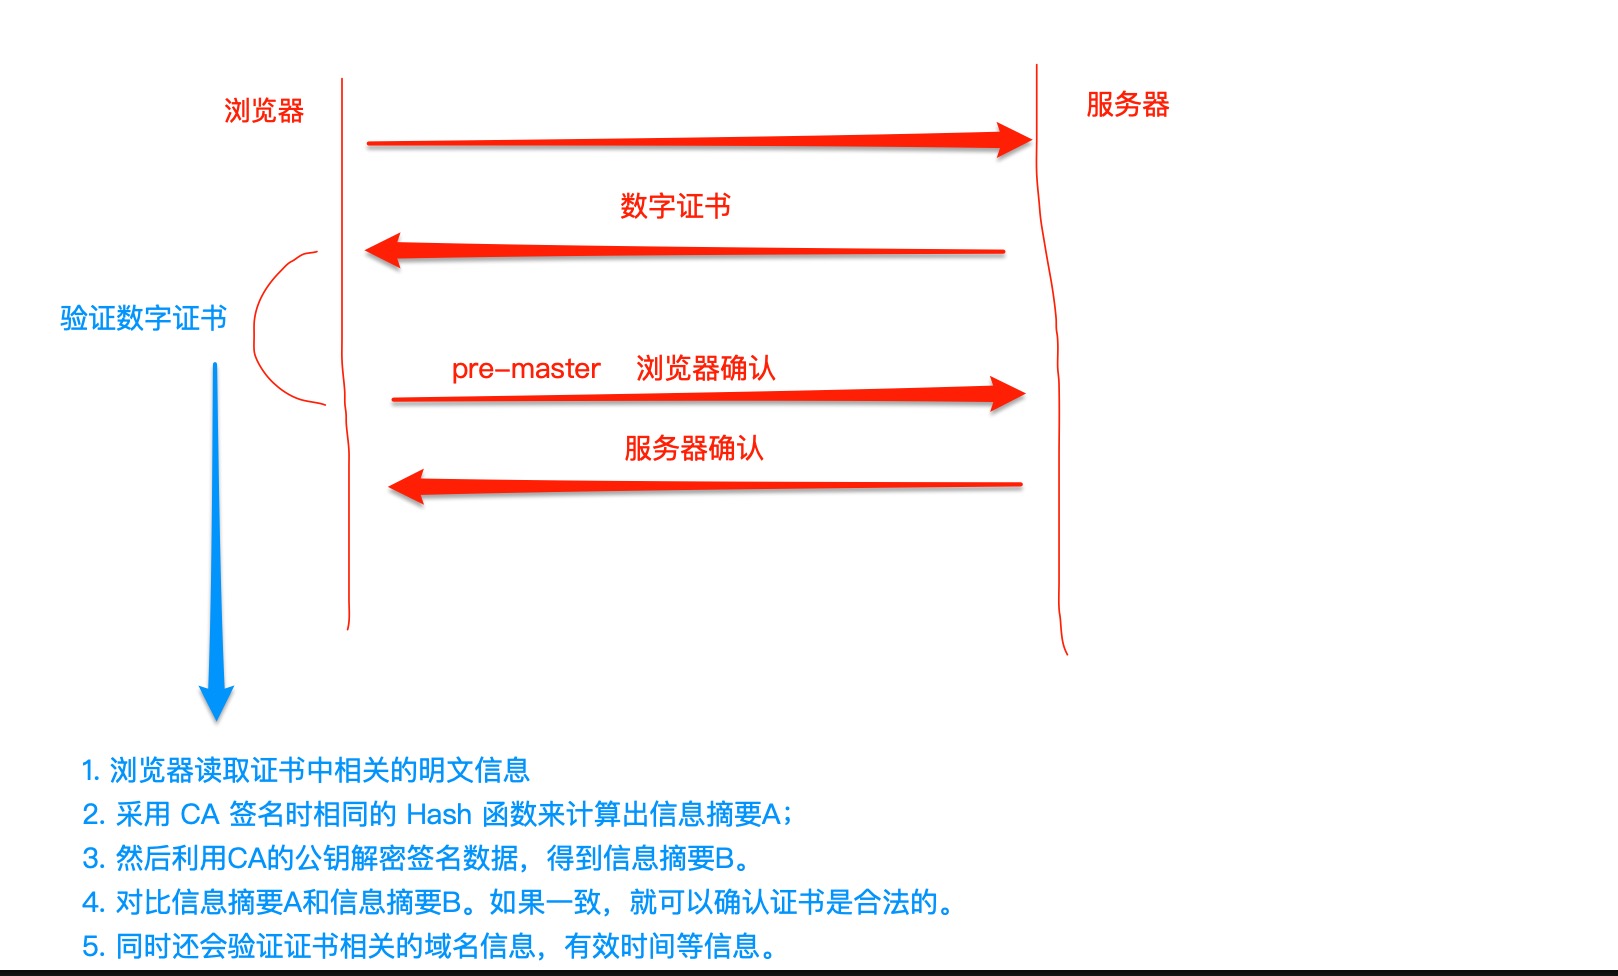 浏览器
服务器
数字证书
验证数字证书
pre-master 浏览器确认
服务器确认
1. 浏览器读取证书中相关的明文信息
2. 采用 CA 签名时相同的 Hash 函数来计算出信息摘要A；
3. 然后利用CA的公钥解密签名数据，得到信息摘要B。
4. 对比信息摘要A和信息摘要B。如果一致，就可以确认证书是合法的。
5. 同时还会验证证书相关的域名信息，有效时间等信息。